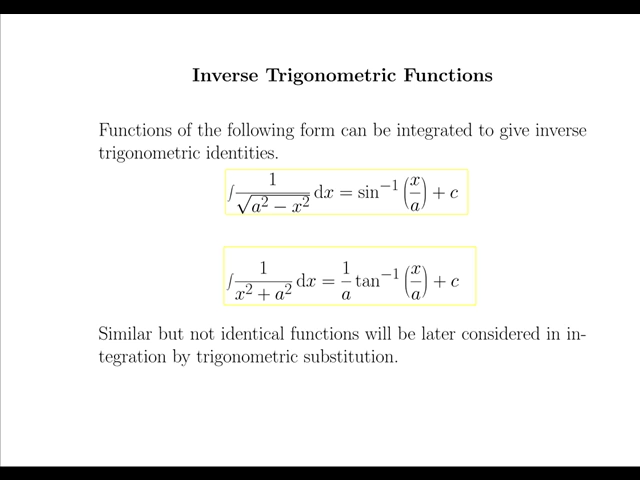 Inverse Trigonometric Functions
Functions of the following form can be integrated to give inverse
trigonometric identities.
∫ 1/√(a² − x²) dx = sin⁻¹ (x/a) + c
∫ 1/(x² + a²) dx = 1/a tan⁻¹ (x/a) + c
Similar but not identical functions will be later considered in in-
tegration by trigonometric substitution.